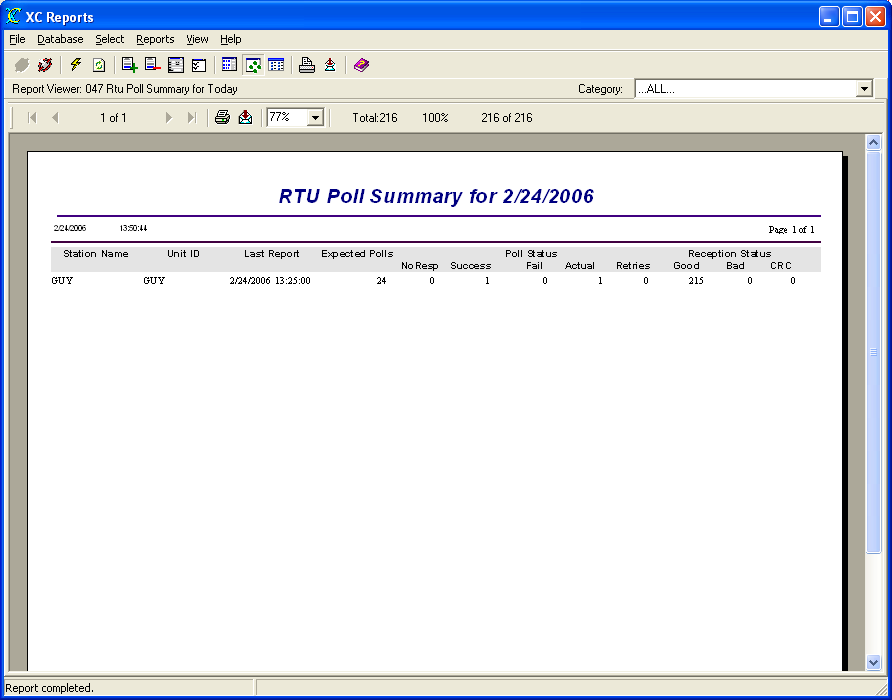 XC Reports
File Database Select Reports View Help
Report Viewer: 047 Rtu Poll Summary for Today Category: ...ALL...
1 of 1 77% Total:216 100% 216 of 216
RTU Poll Summary for 2/24/2006
2/24/2006 13:50:44 Page 1 of 1
Station Name Unit ID Last Report Expected Polls Poll Status Reception Status
No Resp Success Fail Actual Retries Good Bad CRC
GUY GUY 2/24/2006 13:25:00 24 0 1 0 1 0 215 0 0
Report completed.